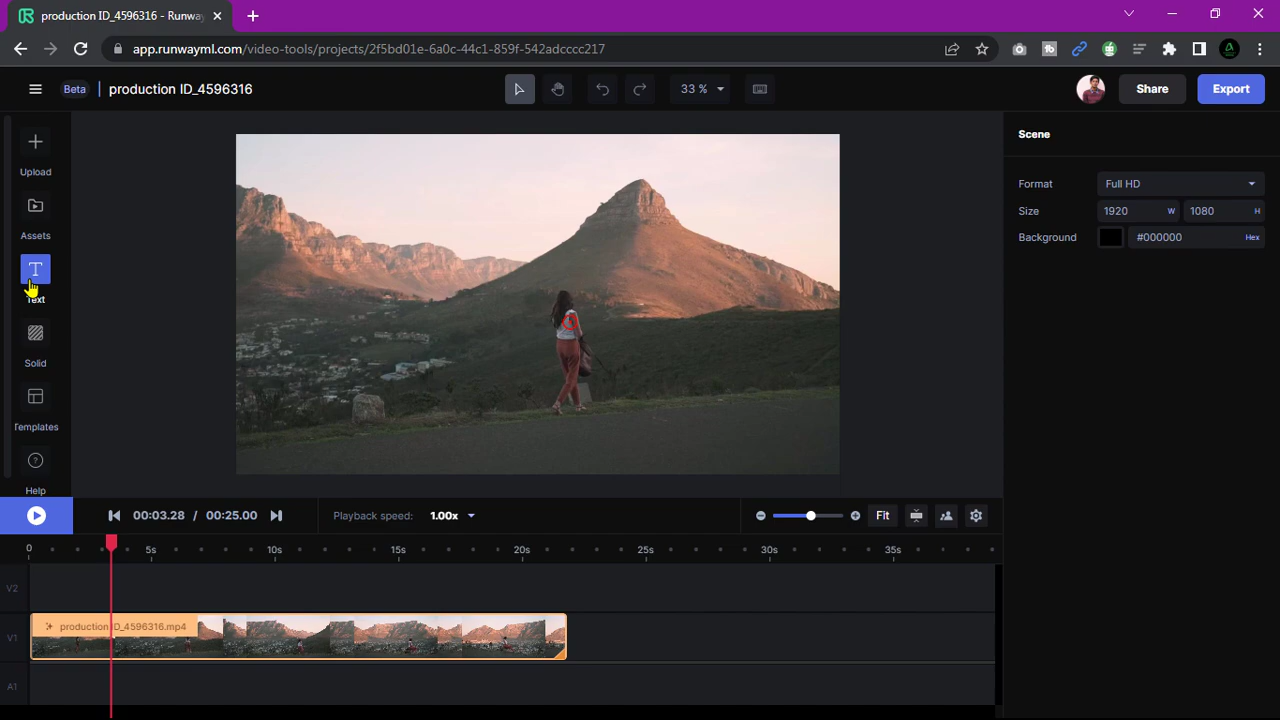 production ID_4596316 - Runway
app.runwayml.com/video-tools/projects/2f5bd01e-6a0c-44c1-859f-542adcccc217
Beta
production ID_4596316
33 %
Share
Export
Upload
Assets
Text
Solid
Templates
Help
Scene
Format
Full HD
Size
1920
W
1080
H
Background
#000000
Hex
00:03.28 / 00:25.00
Playback speed:
1.00x
Fit
0
5s
10s
15s
20s
25s
30s
35s
V2
V1
production ID_4596316.mp4
A1